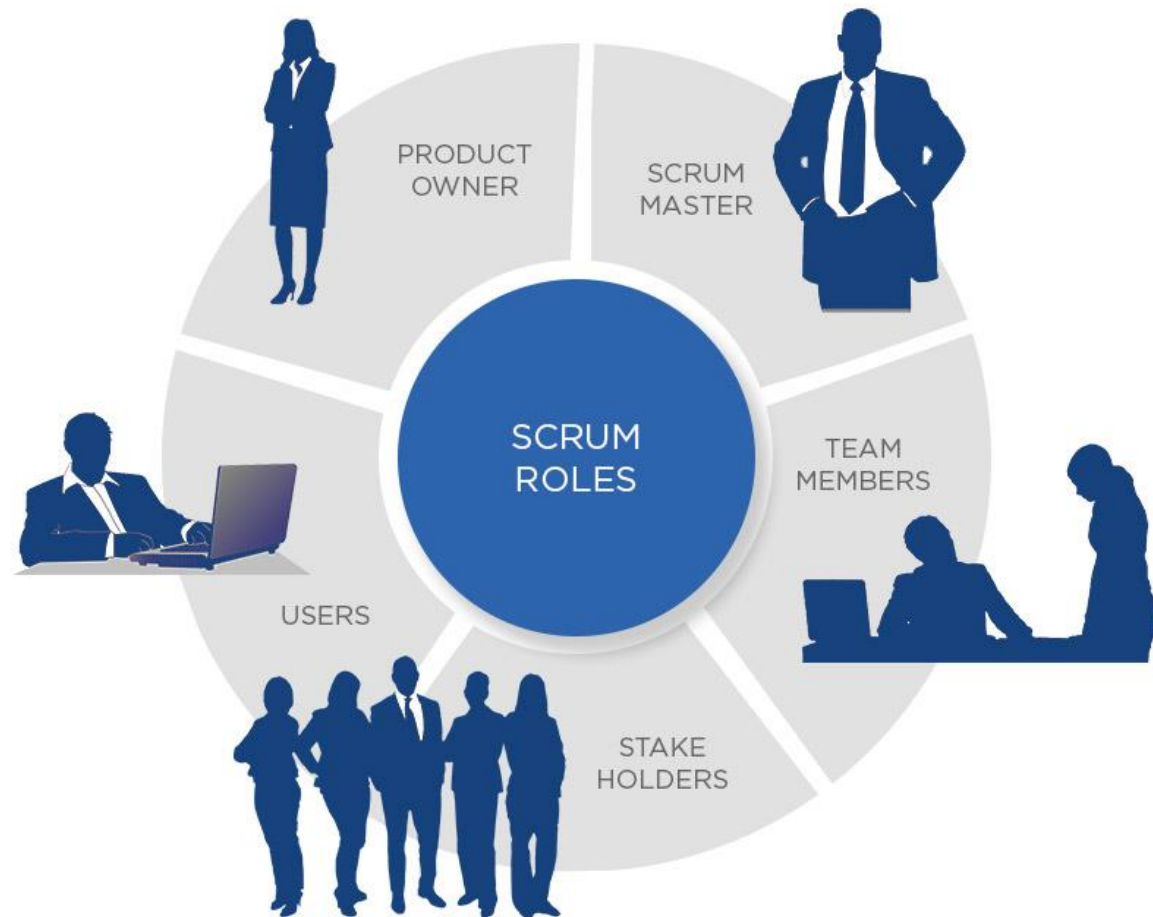 PRODUCT
OWNER
SCRUM
MASTER
SCRUM
ROLES
TEAM
MEMBERS
USERS
STAKE
HOLDERS